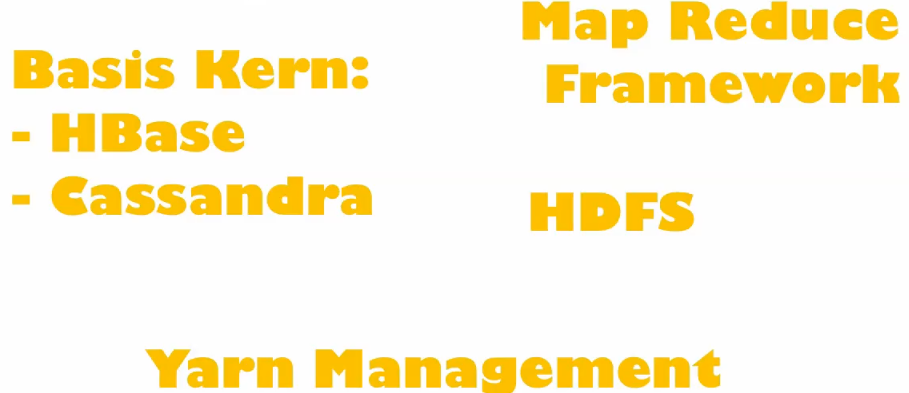 Basis Kern:
- HBase
- Cassandra
Map Reduce
Framework
HDFS
Yarn Management